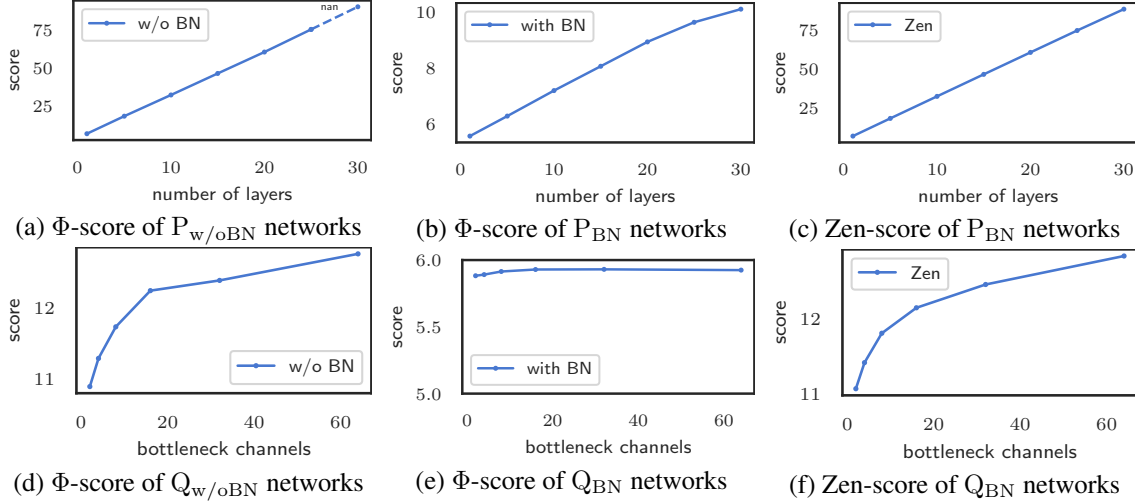 nan
w/o BN
75
50
25
score
0 10 20 30
number of layers
(a) Φ-score of P_w/oBN networks
10
with BN
8
6
score
0 10 20 30
number of layers
(b) Φ-score of P_BN networks
Zen
75
50
25
score
0 10 20 30
number of layers
(c) Zen-score of P_BN networks
12
11
score
w/o BN
0 20 40 60
bottleneck channels
(d) Φ-score of Q_w/oBN networks
6.0
5.5
5.0
score
with BN
0 20 40 60
bottleneck channels
(e) Φ-score of Q_BN networks
Zen
12
11
score
0 20 40 60
bottleneck channels
(f) Zen-score of Q_BN networks